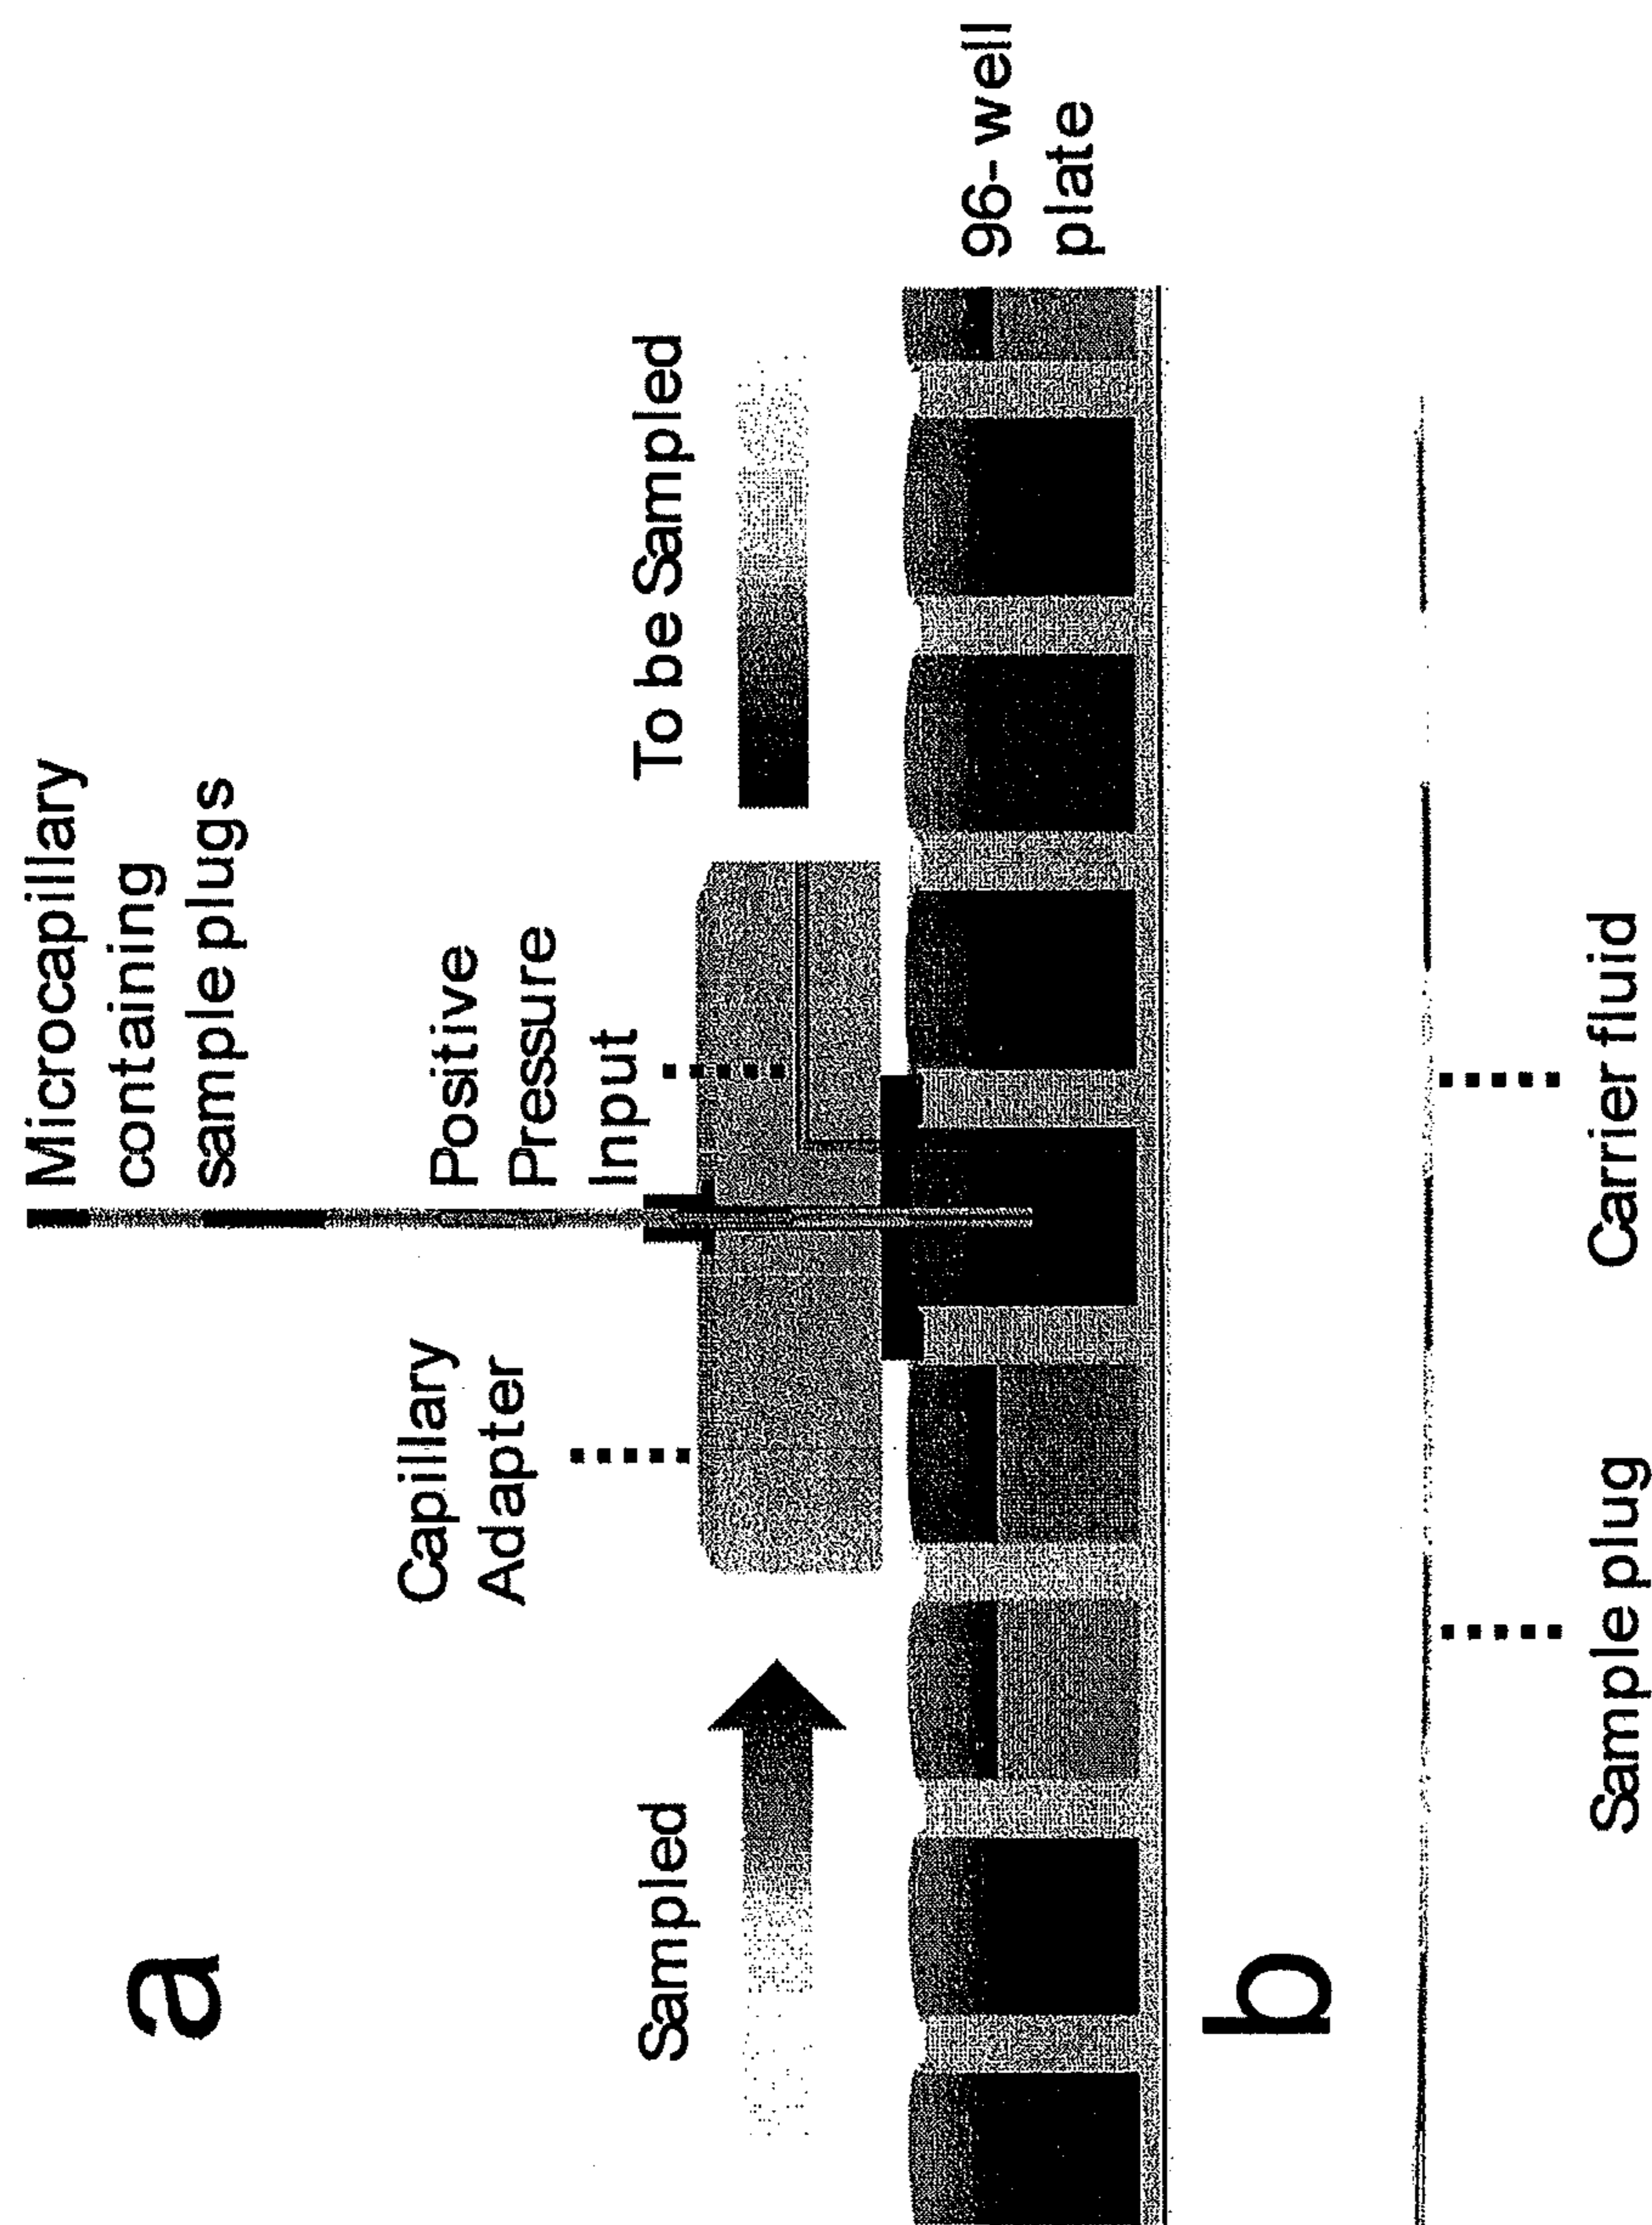 a
Microcapillary
containing
sample plugs
Positive
Pressure
Input
Capillary
Adapter
Sampled
To be Sampled
96-well
plate
b
Sample plug
Carrier fluid